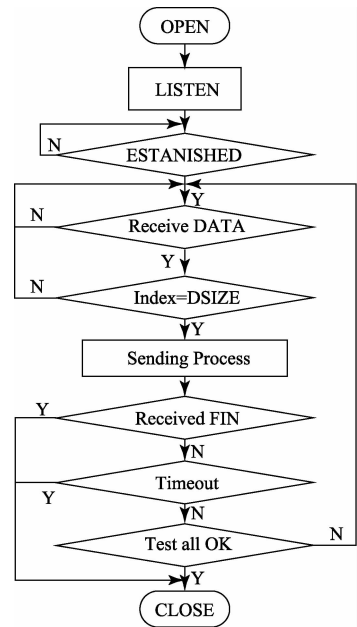 OPEN
LISTEN
N
ESTANISHED
Y
N
Receive DATA
Y
N
Index=DSIZE
Y
Sending Process
Y
Received FIN
N
Timeout
Y
N
N
Test all OK
Y
CLOSE